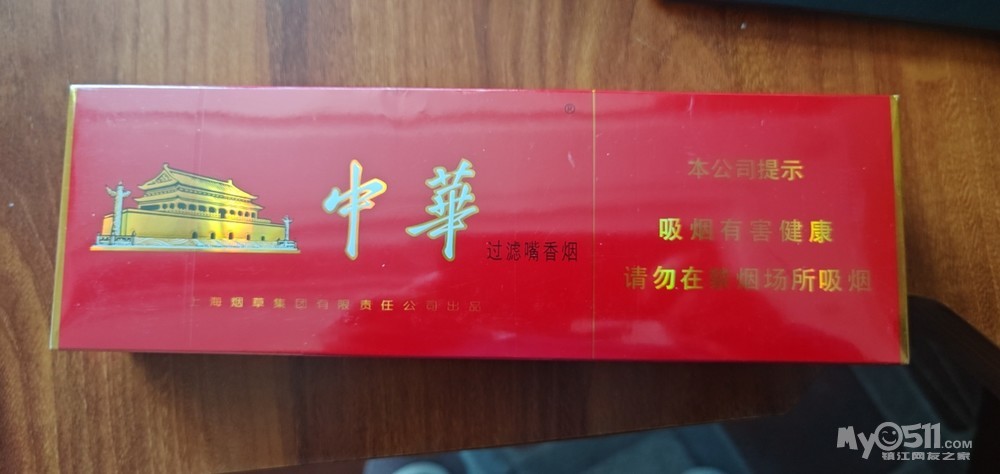 ®
中華
过滤嘴香烟
上海烟草集团有限责任公司出品
本公司提示
吸烟有害健康
请勿在禁烟场所吸烟
MyO511.COM
镇江网友之家